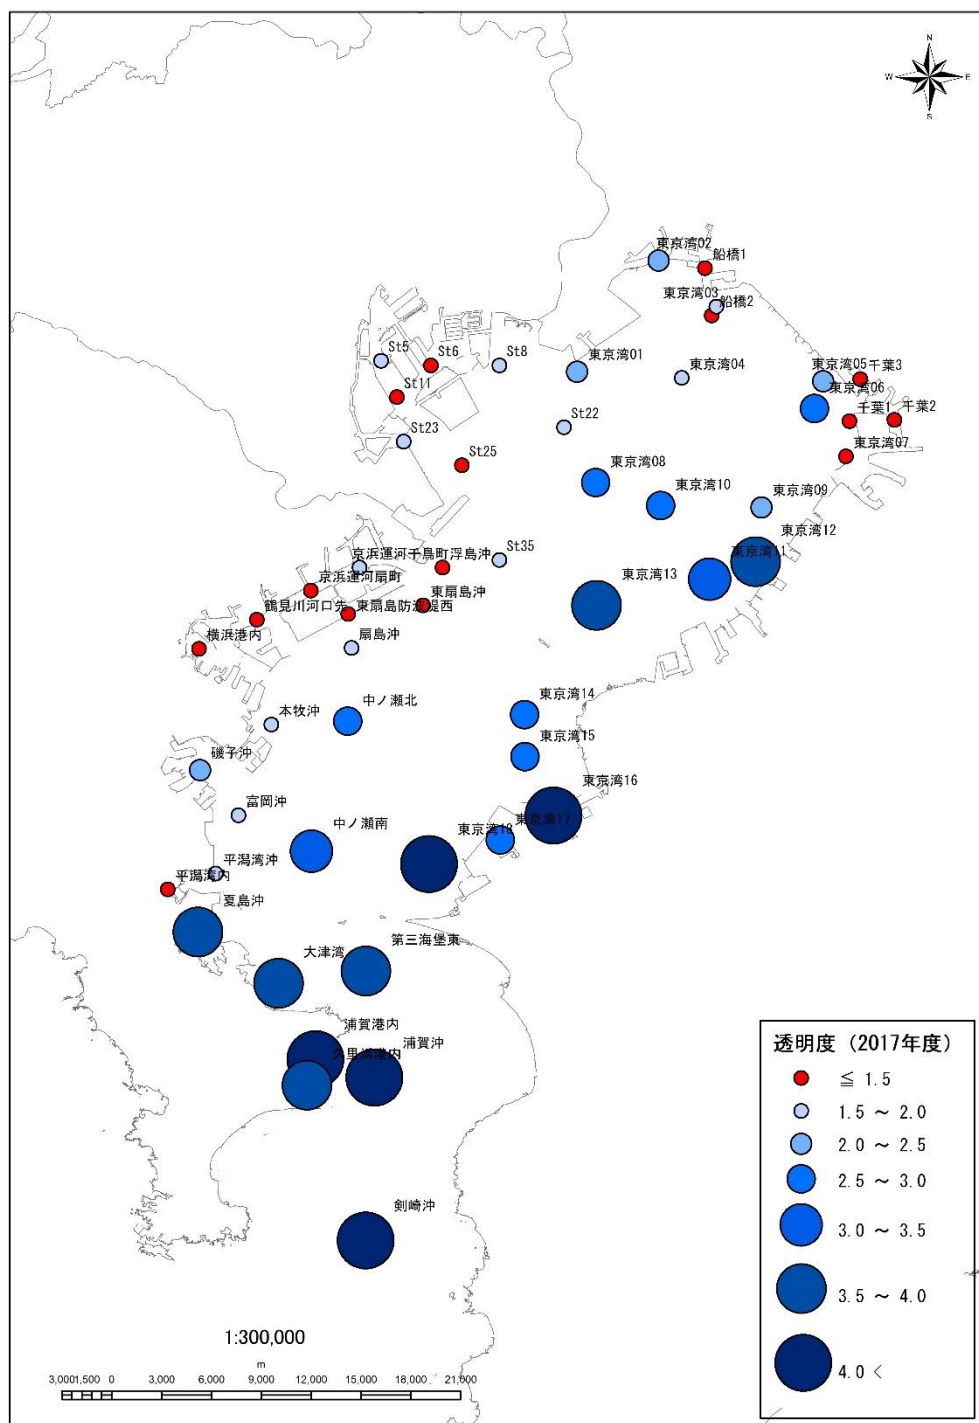 N
W
E
S
東京湾02
船橋1
東京湾03
船橋2
St5
St6
St8
東京湾01
東京湾04
東京湾05
千葉3
東京湾06
St11
千葉1
千葉2
St22
St23
St25
東京湾07
東京湾08
東京湾10
東京湾09
東京湾12
京浜運河千鳥町
浮島沖
St35
東京湾11
京浜運河扇町
東京湾13
鶴見川河口先
東扇島防波堤西
東扇島沖
横浜港内
扇島沖
本牧沖
中ノ瀬北
東京湾14
東京湾15
磯子沖
東京湾16
富岡沖
中ノ瀬南
東京湾18
東京湾17
平潟湾沖
平潟湾内
夏島沖
大津湾
第三海堡東
浦賀港内
浦賀沖
久里浜港内
剣崎沖
透明度 (2017年度)
≦ 1.5
1.5 ～ 2.0
2.0 ～ 2.5
2.5 ～ 3.0
3.0 ～ 3.5
3.5 ～ 4.0
4.0 <
1:300,000
m
3,000 1,500 0 3,000 6,000 9,000 12,000 15,000 18,000 21,000